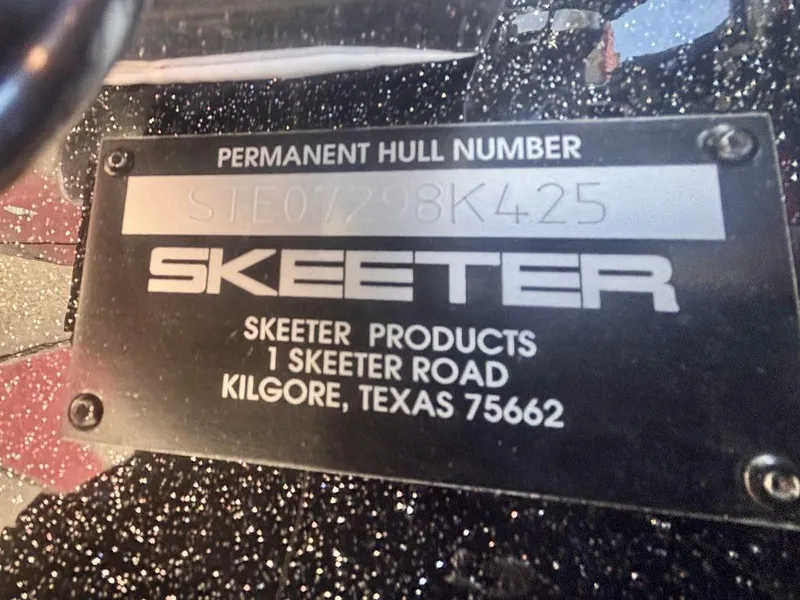 PERMANENT HULL NUMBER
STE07298K425
SKEETER
SKEETER PRODUCTS
1 SKEETER ROAD
KILGORE, TEXAS 75662